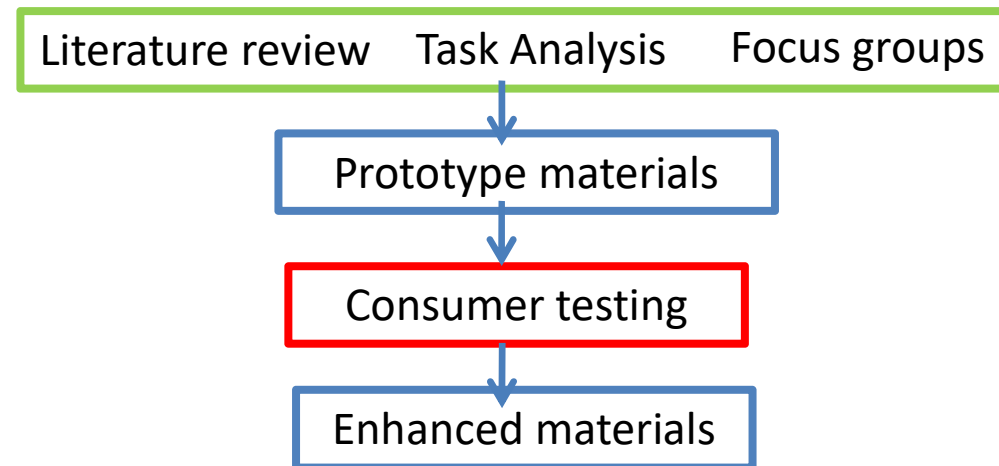 Literature review Task Analysis Focus groups
Prototype materials
Consumer testing
Enhanced materials